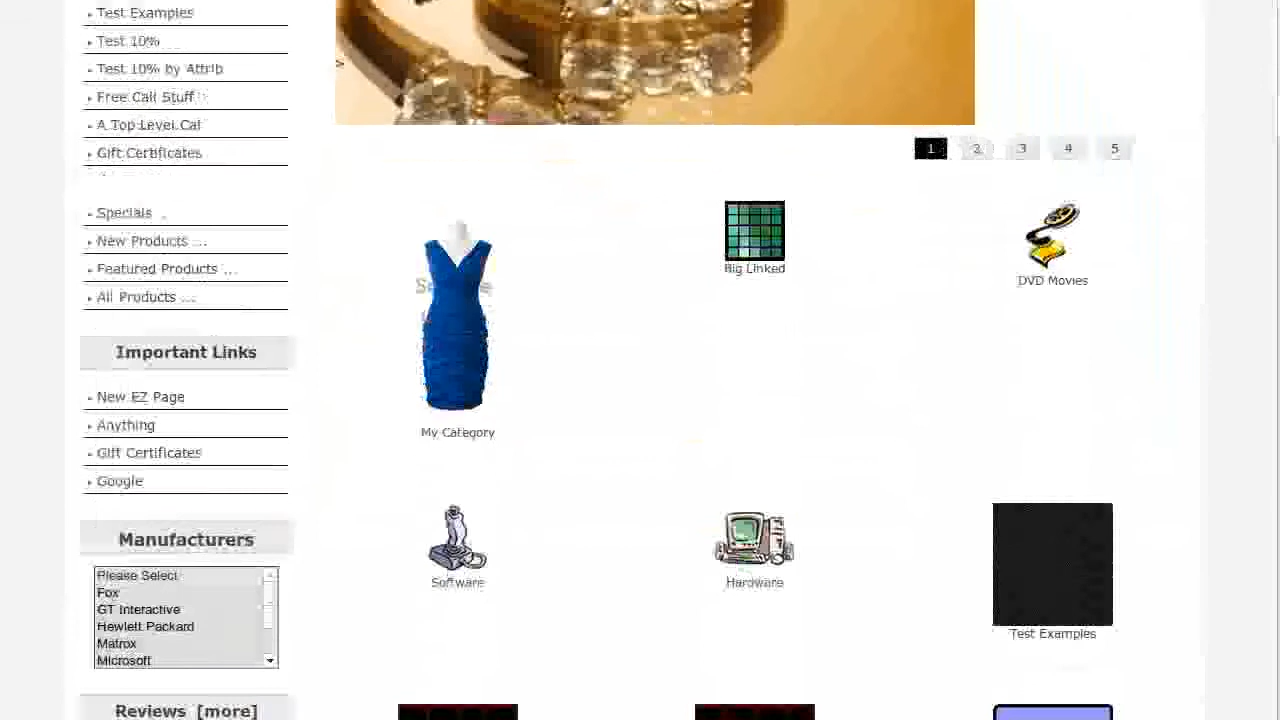 Test Examples
Test 10%
Test 10% by Attrib
Free Call Stuff
A Top Level Cat
Gift Certificates
Specials
New Products ...
Featured Products ...
All Products ...
Important Links
New EZ Page
Anything
Gift Certificates
Google
Manufacturers
Please Select
Fox
GT Interactive
Hewlett Packard
Matrox
Microsoft
Reviews [more]
>
1 2 3 4 5
Big Linked
DVD Movies
My Category
Software
Hardware
Test Examples